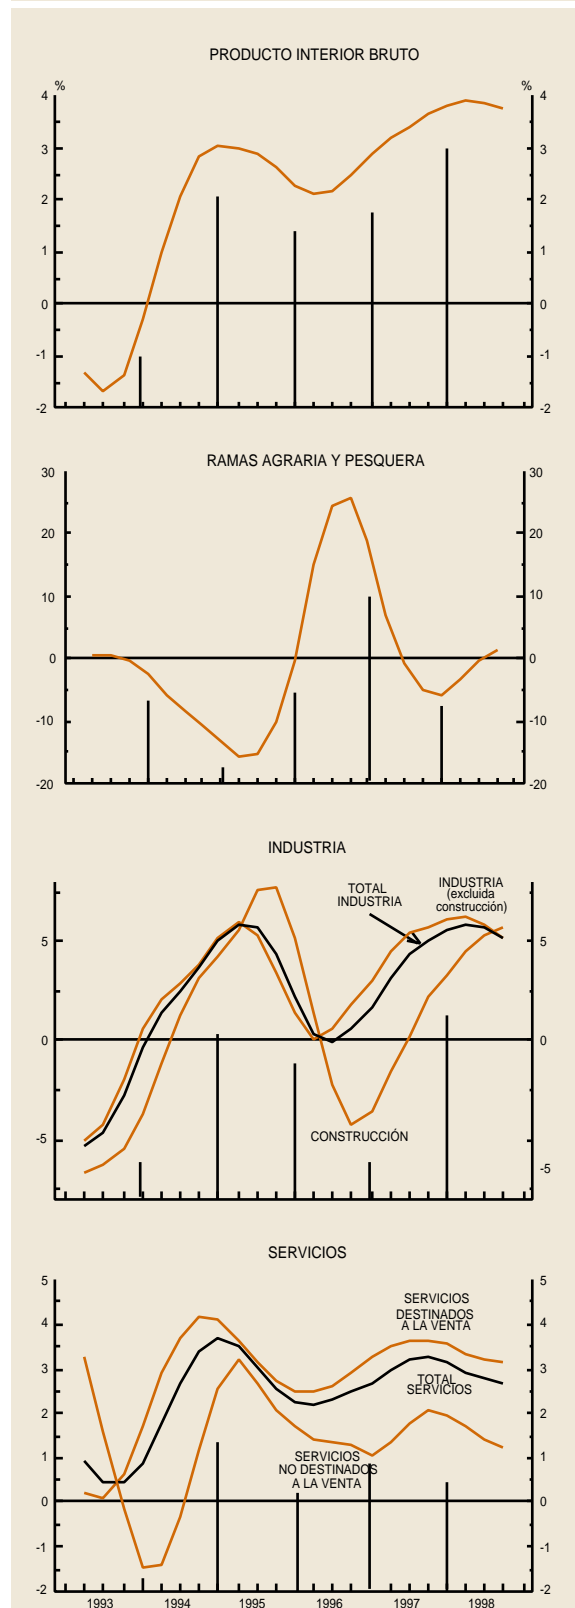 PRODUCTO INTERIOR BRUTO
% %
4 4
3 3
2 2
1 1
0 0
-1 -1
-2 -2
RAMAS AGRARIA Y PESQUERA
30 30
20 20
10 10
0 0
-10 -10
-20 -20
INDUSTRIA
TOTAL
INDUSTRIA
INDUSTRIA
(excluida
construcción)
5 5
0 0
CONSTRUCCIÓN
-5 -5
SERVICIOS
5 5
SERVICIOS
DESTINADOS
A LA VENTA
4 4
3 3
TOTAL
SERVICIOS
2 2
1 1
SERVICIOS
NO DESTINADOS
A LA VENTA
0 0
-1 -1
-2 -2
1993 1994 1995 1996 1997 1998